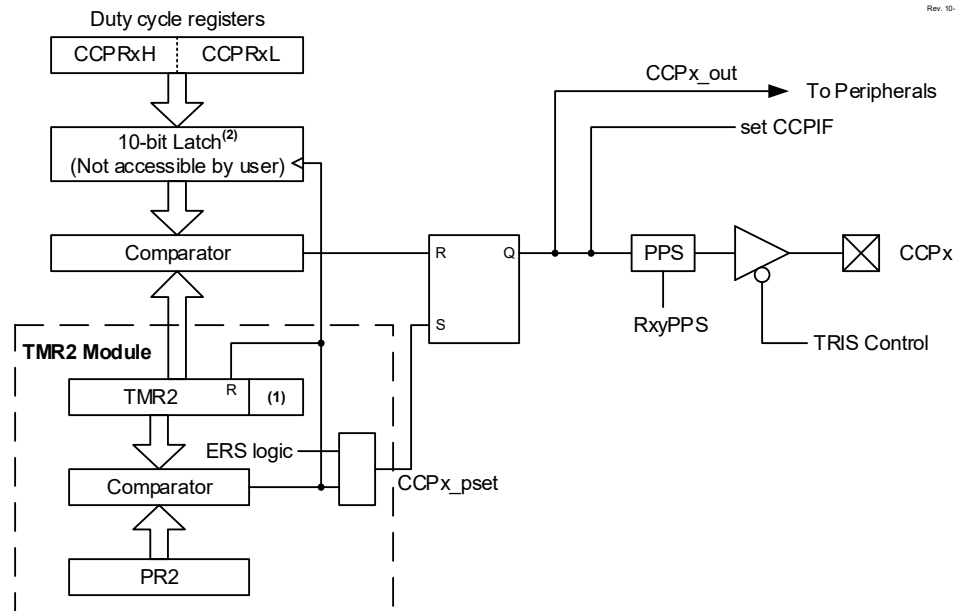 Rev. 10-
Duty cycle registers
CCPRxH CCPRxL
CCPx_out
To Peripherals
set CCPIF
10-bit Latch(2)
(Not accessible by user)
Comparator
R Q
PPS
CCPx
S
RxyPPS
TRIS Control
TMR2 Module
TMR2 R (1)
ERS logic
CCPx_pset
Comparator
PR2